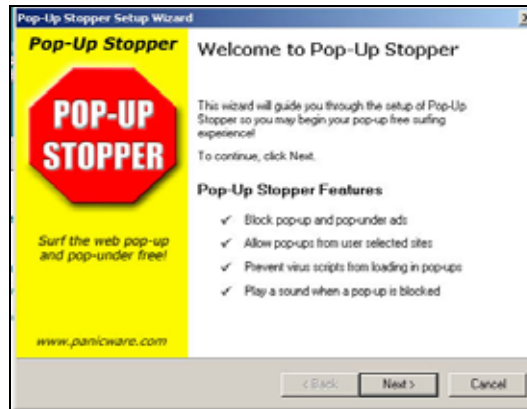 Pop-Up Stopper Setup Wizard
Pop-Up Stopper
POP-UP
STOPPER
Surf the web pop-up
and pop-under free!
www.panicware.com
Welcome to Pop-Up Stopper
This wizard will guide you through the setup of Pop-Up
Stopper so you may begin your pop-up free surfing
experience!
To continue, click Next.
Pop-Up Stopper Features
✓ Block pop-up and pop-under ads
✓ Allow pop-ups from user selected sites
✓ Prevent virus scripts from loading in pop-ups
✓ Play a sound when a pop-up is blocked
< Back
Next >
Cancel